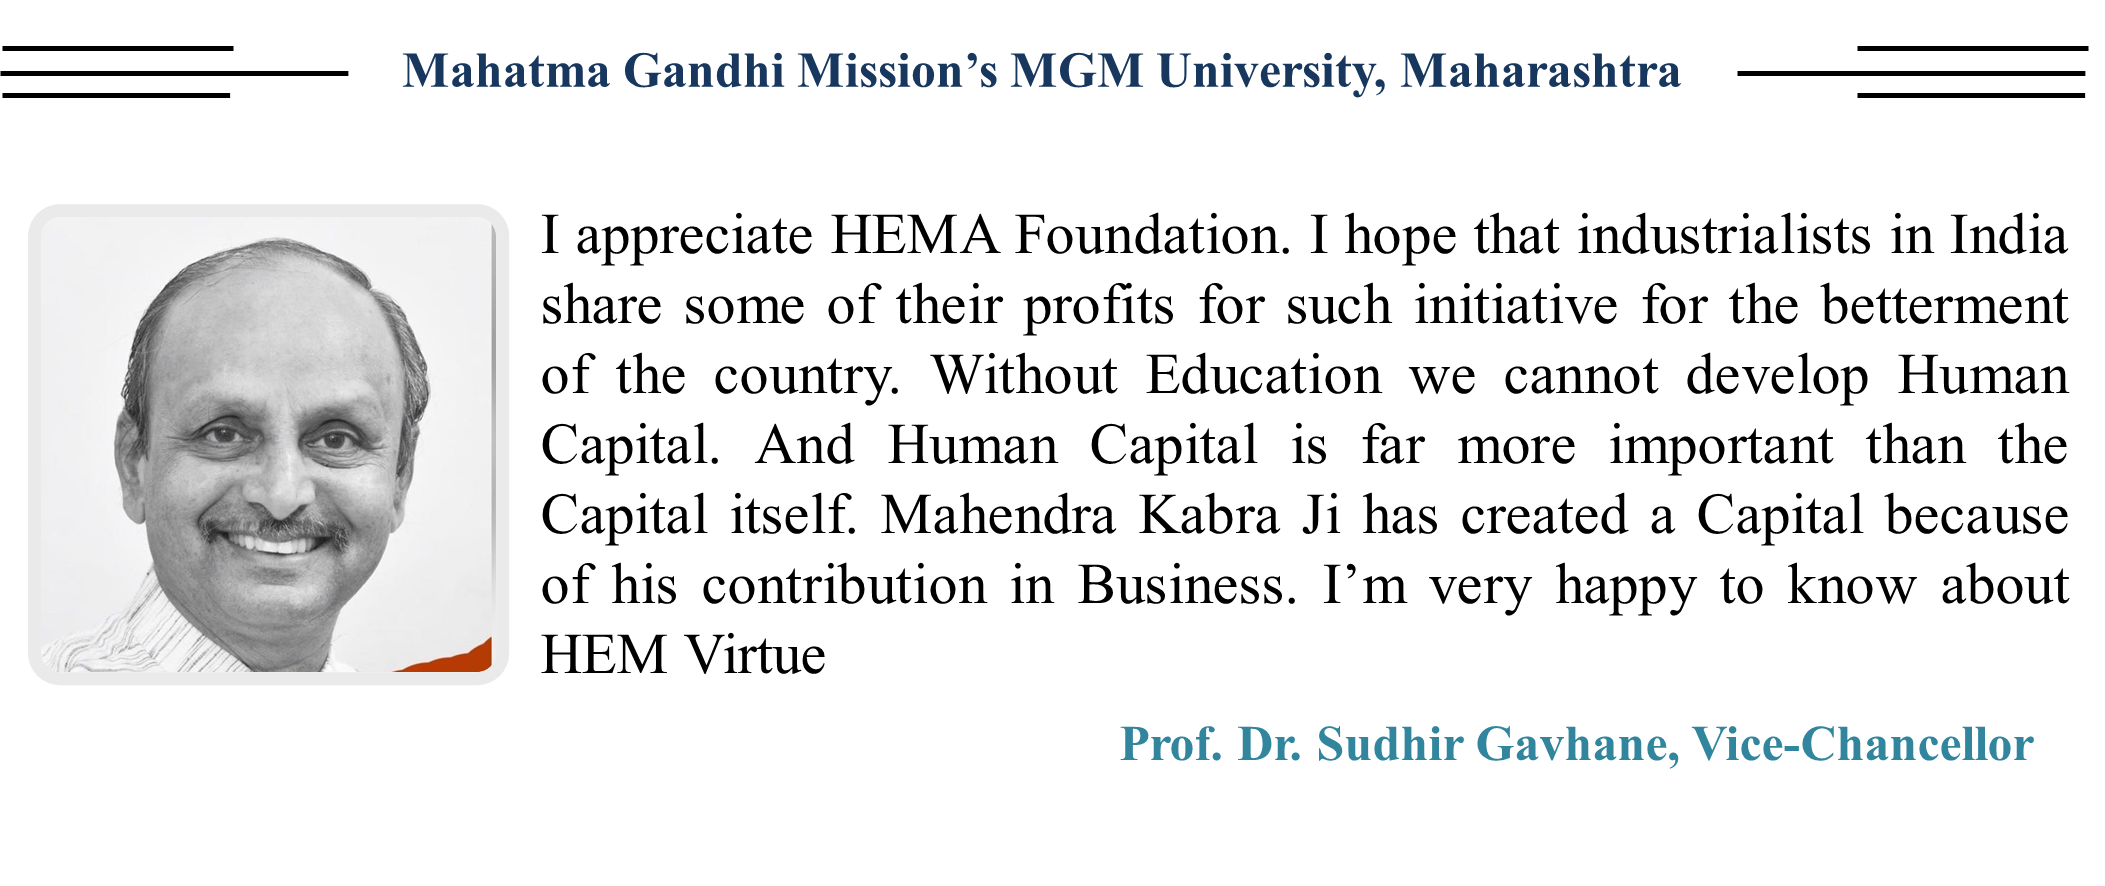 Mahatma Gandhi Mission’s MGM University, Maharashtra
I appreciate HEMA Foundation. I hope that industrialists in India
share some of their profits for such initiative for the betterment
of the country. Without Education we cannot develop Human
Capital. And Human Capital is far more important than the
Capital itself. Mahendra Kabra Ji has created a Capital because
of his contribution in Business. I’m very happy to know about
HEM Virtue
Prof. Dr. Sudhir Gavhane, Vice-Chancellor